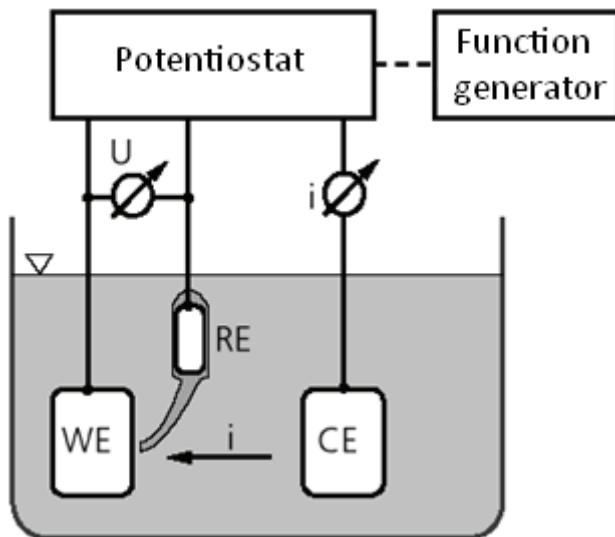 Potentiostat
Function
generator
U
i
RE
WE
CE
i